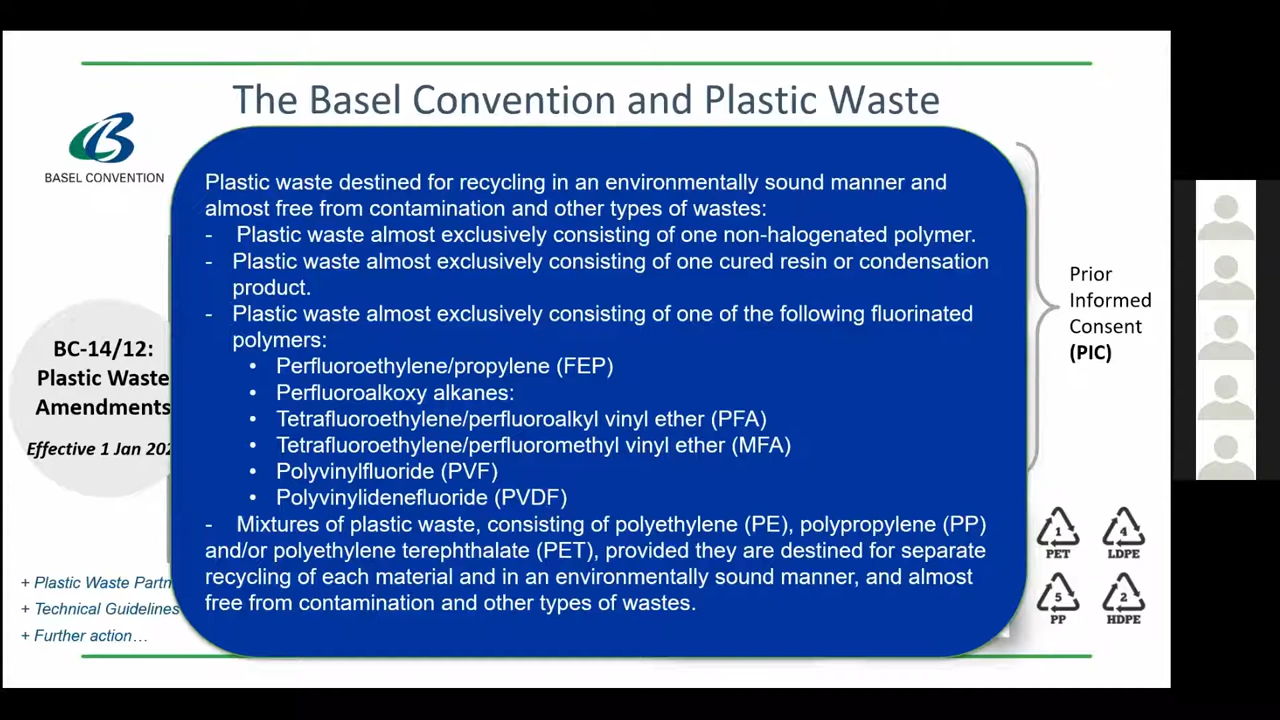 The Basel Convention and Plastic Waste
BASEL CONVENTION
Plastic waste destined for recycling in an environmentally sound manner and
almost free from contamination and other types of wastes:
- Plastic waste almost exclusively consisting of one non-halogenated polymer.
- Plastic waste almost exclusively consisting of one cured resin or condensation
product.
- Plastic waste almost exclusively consisting of one of the following fluorinated
polymers:
• Perfluoroethylene/propylene (FEP)
• Perfluoroalkoxy alkanes:
• Tetrafluoroethylene/perfluoroalkyl vinyl ether (PFA)
• Tetrafluoroethylene/perfluoromethyl vinyl ether (MFA)
• Polyvinylfluoride (PVF)
• Polyvinylidenefluoride (PVDF)
- Mixtures of plastic waste, consisting of polyethylene (PE), polypropylene (PP)
and/or polyethylene terephthalate (PET), provided they are destined for separate
recycling of each material and in an environmentally sound manner, and almost
free from contamination and other types of wastes.
BC-14/12:
Plastic Waste
Amendments
Effective 1 Jan
+ Plastic Waste
+ Technical Guidelines
+ Further action…
Prior
Informed
Consent
(PIC)
1
PET
4
LDPE
5
PP
2
HDPE